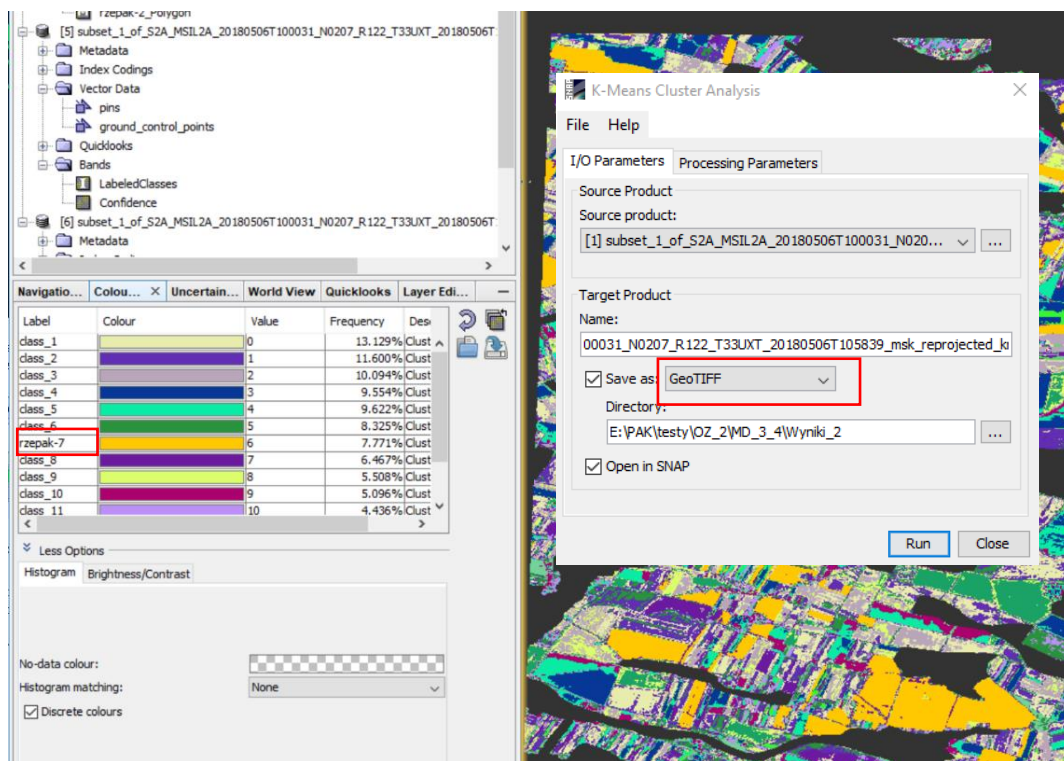 rzepak-2_Polygon
[5] subset_1_of_S2A_MSIL2A_20180506T100031_N0207_R122_T33UXT_20180506T
Metadata
Index Codings
Vector Data
pins
ground_control_points
Quicklooks
Bands
LabeledClasses
Confidence
[6] subset_1_of_S2A_MSIL2A_20180506T100031_N0207_R122_T33UXT_20180506T
Metadata
Navigatio... Colou... × Uncertain... World View Quicklooks Layer Edi...
Label Colour Value Frequency Des
class_1 0 13.129% Clust
class_2 1 11.600% Clust
class_3 2 10.094% Clust
class_4 3 9.554% Clust
class_5 4 9.622% Clust
class_6 5 8.325% Clust
rzepak-7 6 7.771% Clust
class_8 7 6.467% Clust
class_9 8 5.508% Clust
class_10 9 5.096% Clust
class_11 10 4.436% Clust
Less Options
Histogram Brightness/Contrast
No-data colour:
Histogram matching: None
Discrete colours
K-Means Cluster Analysis
File Help
I/O Parameters Processing Parameters
Source Product
Source product:
[1] subset_1_of_S2A_MSIL2A_20180506T100031_N020... ...
Target Product
Name:
00031_N0207_R122_T33UXT_20180506T105839_msk_reprojected_k
Save as: GeoTIFF
Directory:
E:\PAK\testy\OZ_2\MD_3_4\Wyniki_2 ...
Open in SNAP
Run Close